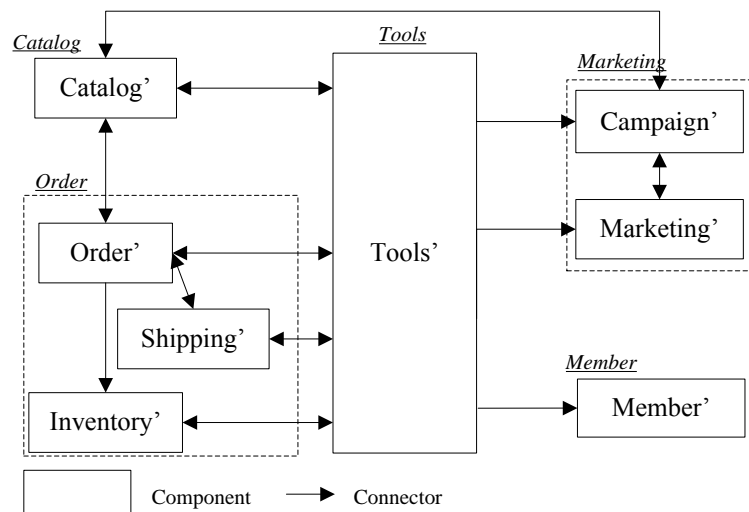 Catalog
Tools
Marketing
Catalog’
Campaign’
Order
Order’
Tools’
Marketing’
Shipping’
Member
Inventory’
Member’
Component
Connector